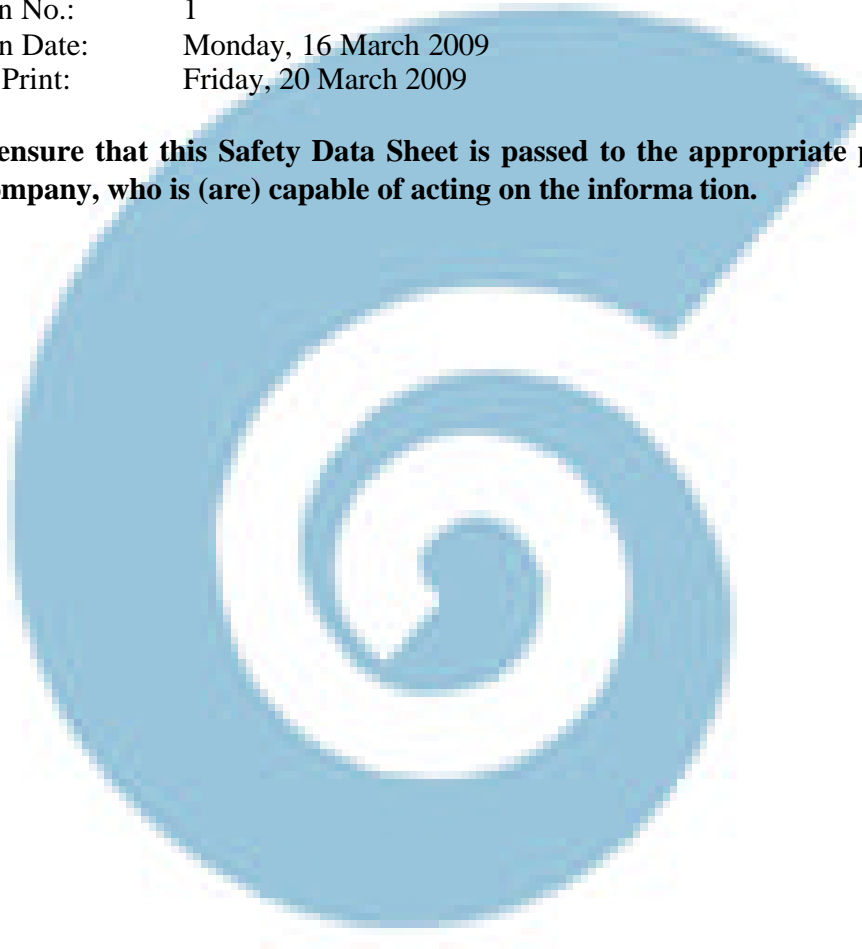 n No.: 1
n Date: Monday, 16 March 2009
Print: Friday, 20 March 2009
ensure that this Safety Data Sheet is passed to the appropriate p
ompany, who is (are) capable of acting on the informa tion.